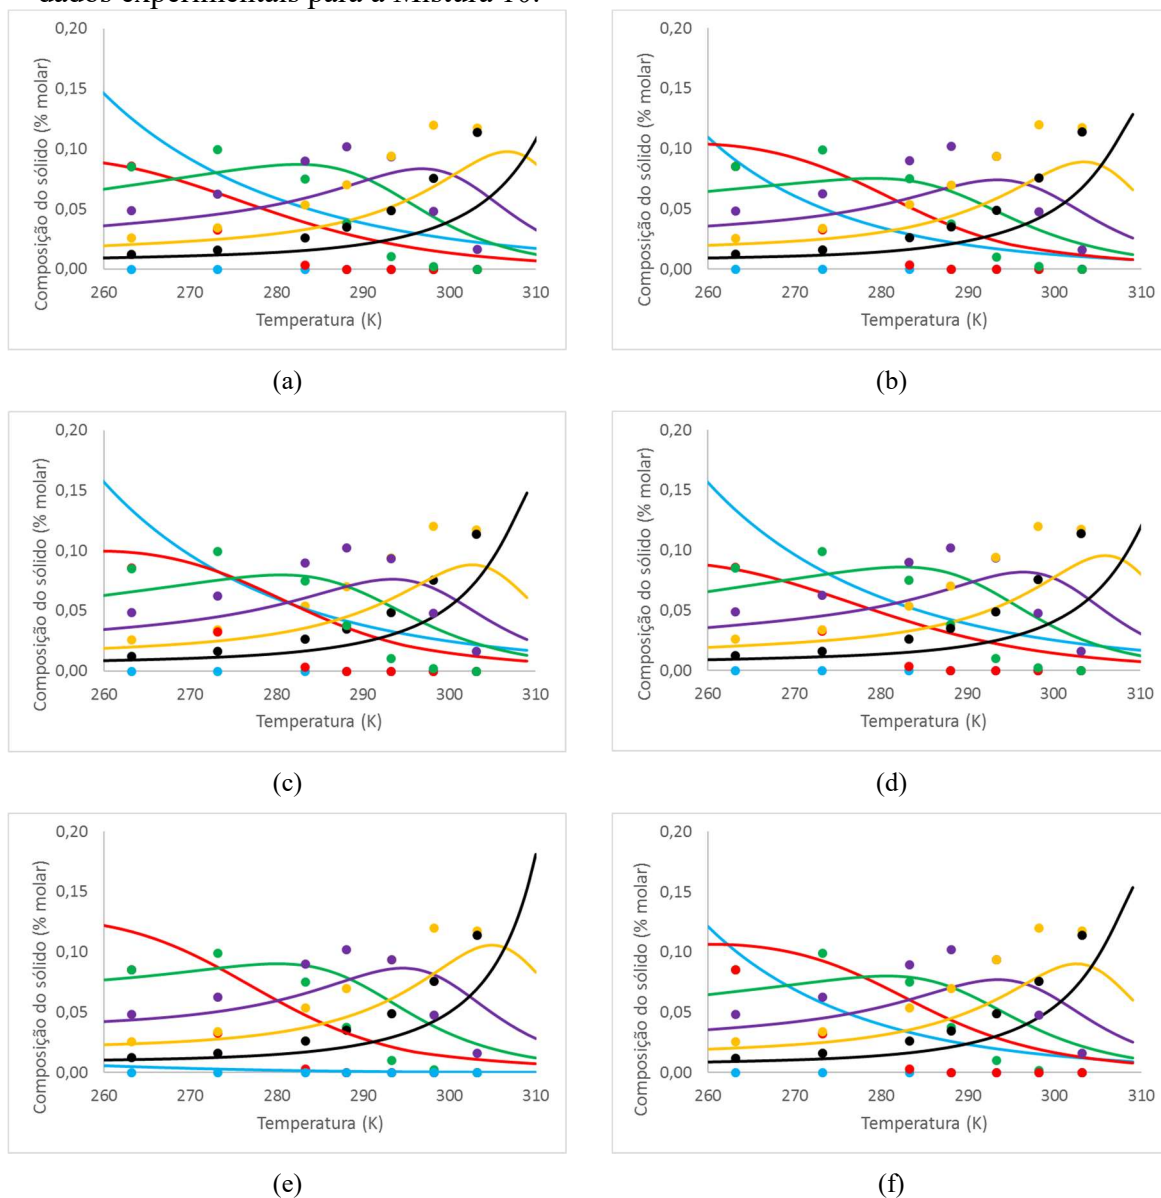 dados experimentais para a Mistura 10.
0,20
0,15
0,10
0,05
0,00
260 270 280 290 300 310
Composição do sólido (% molar)
Temperatura (K)
(a)
0,20
0,15
0,10
0,05
0,00
260 270 280 290 300 310
Composição do sólido (% molar)
Temperatura (K)
(b)
0,20
0,15
0,10
0,05
0,00
260 270 280 290 300 310
Composição do sólido (% molar)
Temperatura (K)
(c)
0,20
0,15
0,10
0,05
0,00
260 270 280 290 300 310
Composição do sólido (% molar)
Temperatura (K)
(d)
0,20
0,15
0,10
0,05
0,00
260 270 280 290 300 310
Composição do sólido (% molar)
Temperatura (K)
(e)
0,20
0,15
0,10
0,05
0,00
260 270 280 290 300 310
Composição do sólido (% molar)
Temperatura (K)
(f)